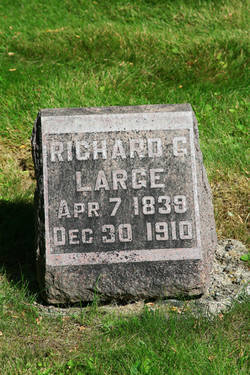 RICHARD G
LARGE
APR 7 1839
DEC 30 1910